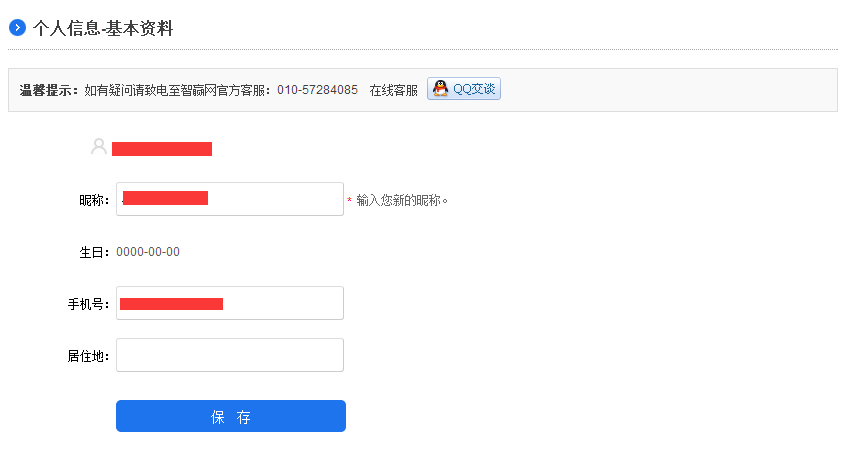 个人信息-基本资料
温馨提示：如有疑问请致电至智赢网官方客服：010-57284085 在线客服 QQ交谈
昵称： * 输入您新的昵称。
生日：0000-00-00
手机号：
居住地：
保 存